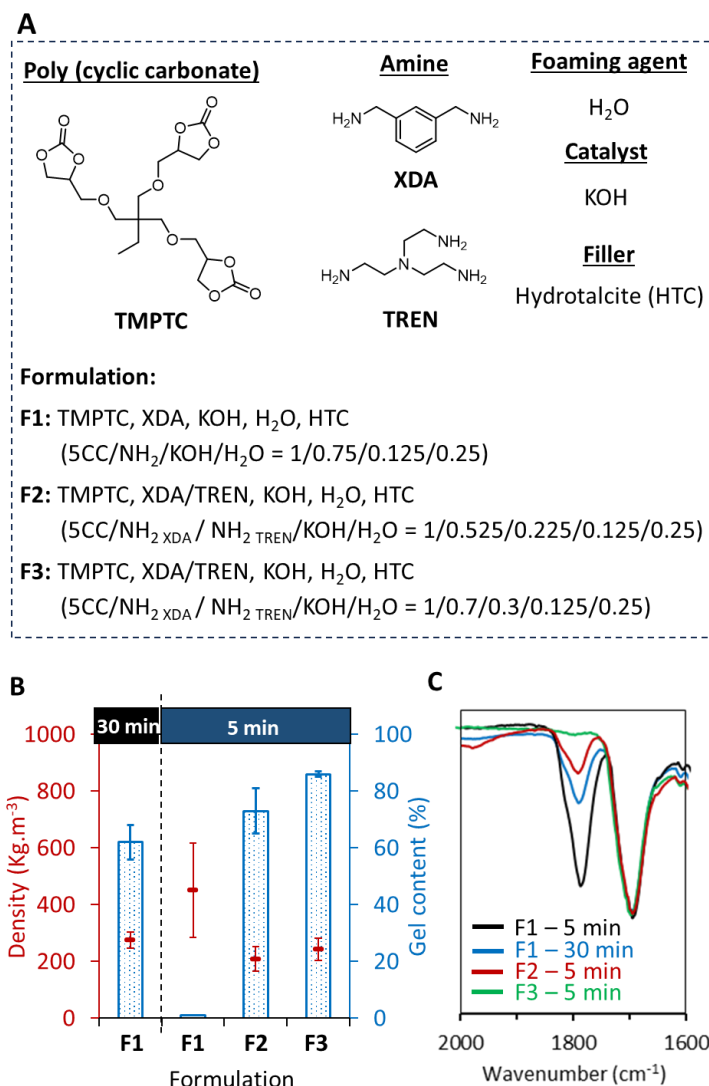 A
Poly (cyclic carbonate)
Amine
Foaming agent
O
O
O
O
O
O
O
O
O
O
O
O
TMPTC
H₂N
NH₂
XDA
NH₂
H₂N
N
NH₂
TREN
H₂O
Catalyst
KOH
Filler
Hydrotalcite (HTC)
Formulation:
F1: TMPTC, XDA, KOH, H₂O, HTC
(5CC/NH₂/KOH/H₂O = 1/0.75/0.125/0.25)
F2: TMPTC, XDA/TREN, KOH, H₂O, HTC
(5CC/NH₂ XDA / NH₂ TREN/KOH/H₂O = 1/0.525/0.225/0.125/0.25)
F3: TMPTC, XDA/TREN, KOH, H₂O, HTC
(5CC/NH₂ XDA / NH₂ TREN/KOH/H₂O = 1/0.7/0.3/0.125/0.25)
B
30 min
5 min
1000
800
600
400
200
0
Density (Kg.m⁻³)
100
80
60
40
20
0
Gel content (%)
F1
F1
F2
F3
Formulation
C
F1 – 5 min
F1 – 30 min
F2 – 5 min
F3 – 5 min
2000
1800
1600
Wavenumber (cm⁻¹)